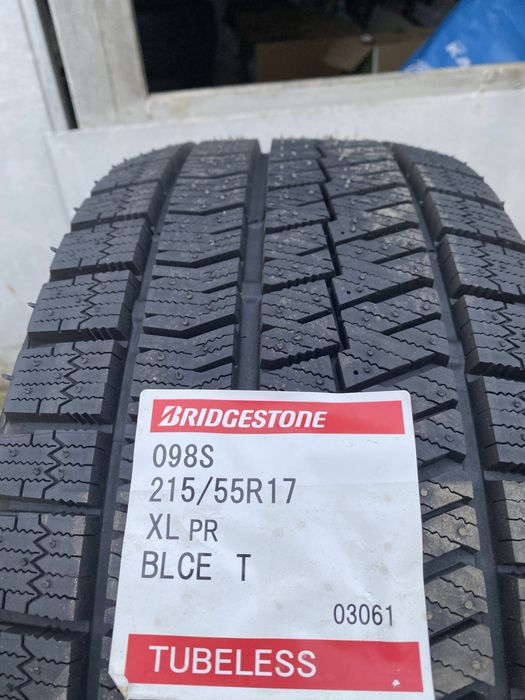 BRIDGESTONE
098S
215/55R17
XL PR
BLCE T
03061
TUBELESS